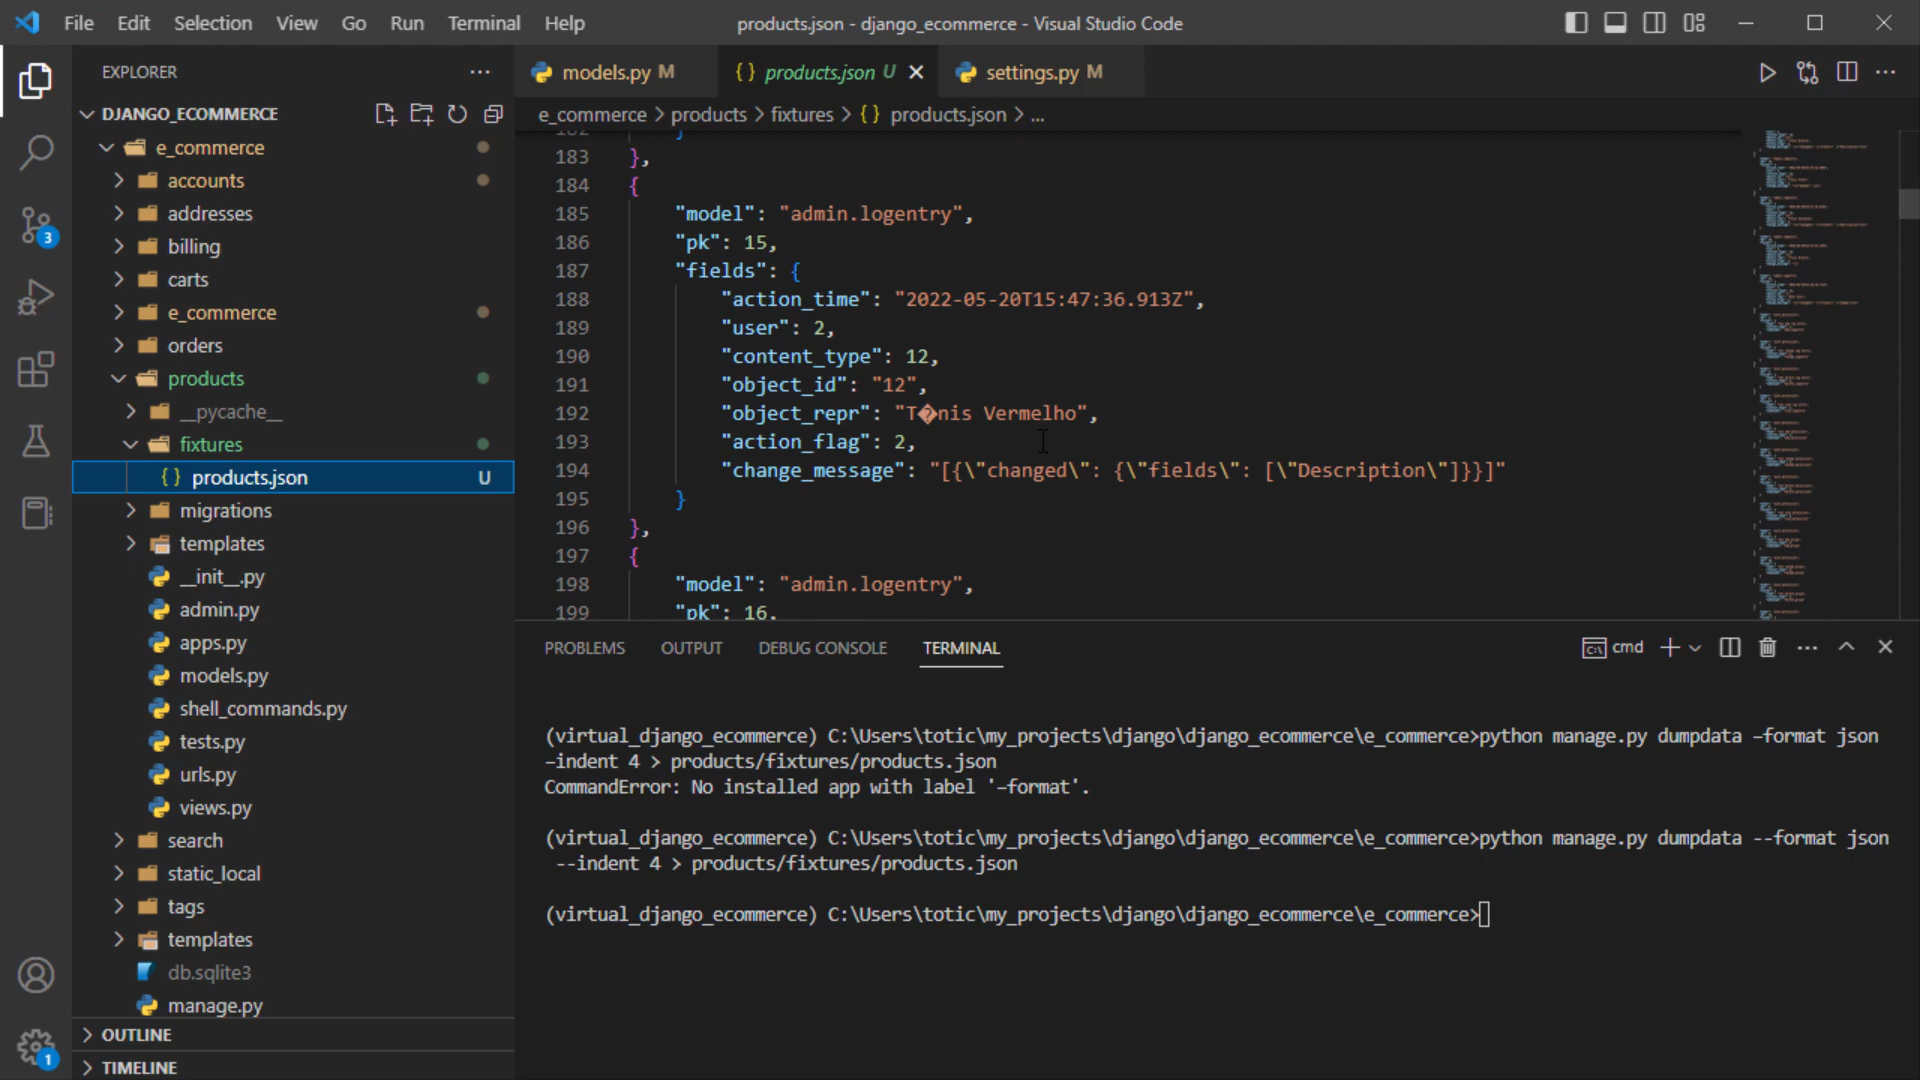 File Edit Selection View Go Run Terminal Help
products.json - django_ecommerce - Visual Studio Code
EXPLORER
DJANGO_ECOMMERCE
e_commerce
accounts
addresses
billing
carts
e_commerce
orders
products
__pycache__
fixtures
{ } products.json U
migrations
templates
__init__.py
admin.py
apps.py
models.py
shell_commands.py
tests.py
urls.py
views.py
search
static_local
tags
templates
db.sqlite3
manage.py
OUTLINE
TIMELINE
3
1
models.py M
{ } products.json U
settings.py M
e_commerce > products > fixtures > { } products.json > ...
182 }
183 },
184 {
185 "model": "admin.logentry",
186 "pk": 15,
187 "fields": {
188 "action_time": "2022-05-20T15:47:36.913Z",
189 "user": 2,
190 "content_type": 12,
191 "object_id": "12",
192 "object_repr": "T�nis Vermelho",
193 "action_flag": 2,
194 "change_message": "[{\"changed\": {\"fields\": [\"Description\"]}}]"
195 }
196 },
197 {
198 "model": "admin.logentry",
199 "pk": 16,
PROBLEMS OUTPUT DEBUG CONSOLE TERMINAL
cmd
(virtual_django_ecommerce) C:\Users\totic\my_projects\django\django_ecommerce\e_commerce>python manage.py dumpdata –format json
–indent 4 > products/fixtures/products.json
CommandError: No installed app with label '–format'.
(virtual_django_ecommerce) C:\Users\totic\my_projects\django\django_ecommerce\e_commerce>python manage.py dumpdata --format json
--indent 4 > products/fixtures/products.json
(virtual_django_ecommerce) C:\Users\totic\my_projects\django\django_ecommerce\e_commerce>